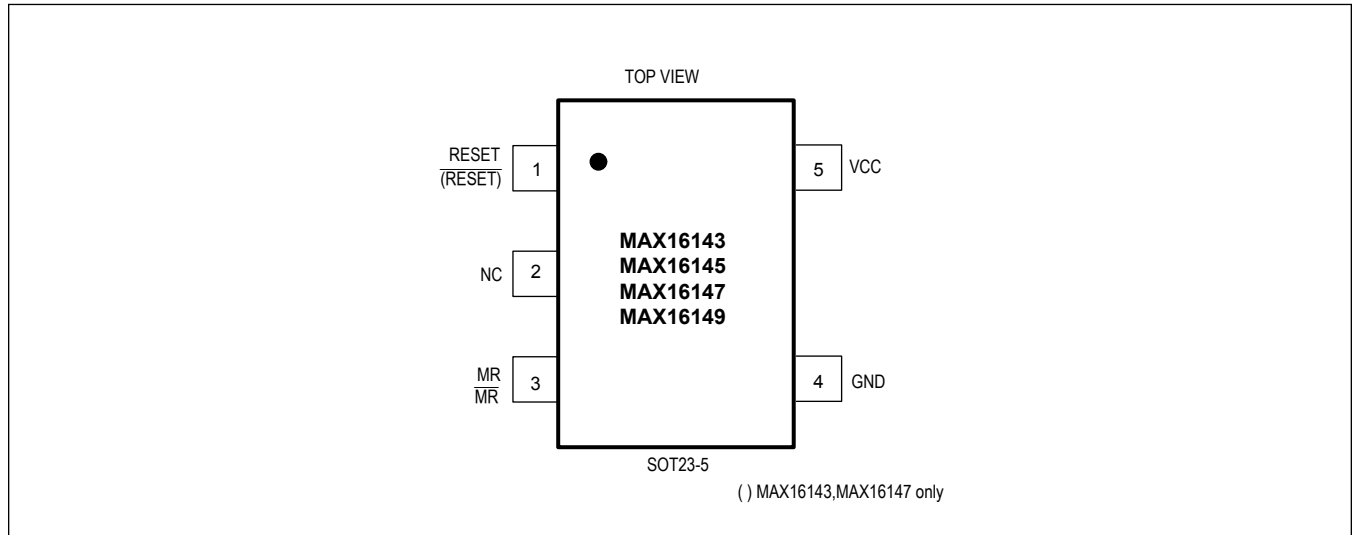 TOP VIEW
RESET
(RESET)
1
5
VCC
MAX16143
MAX16145
MAX16147
MAX16149
NC
2
MR
MR
3
4
GND
SOT23-5
( ) MAX16143,MAX16147 only